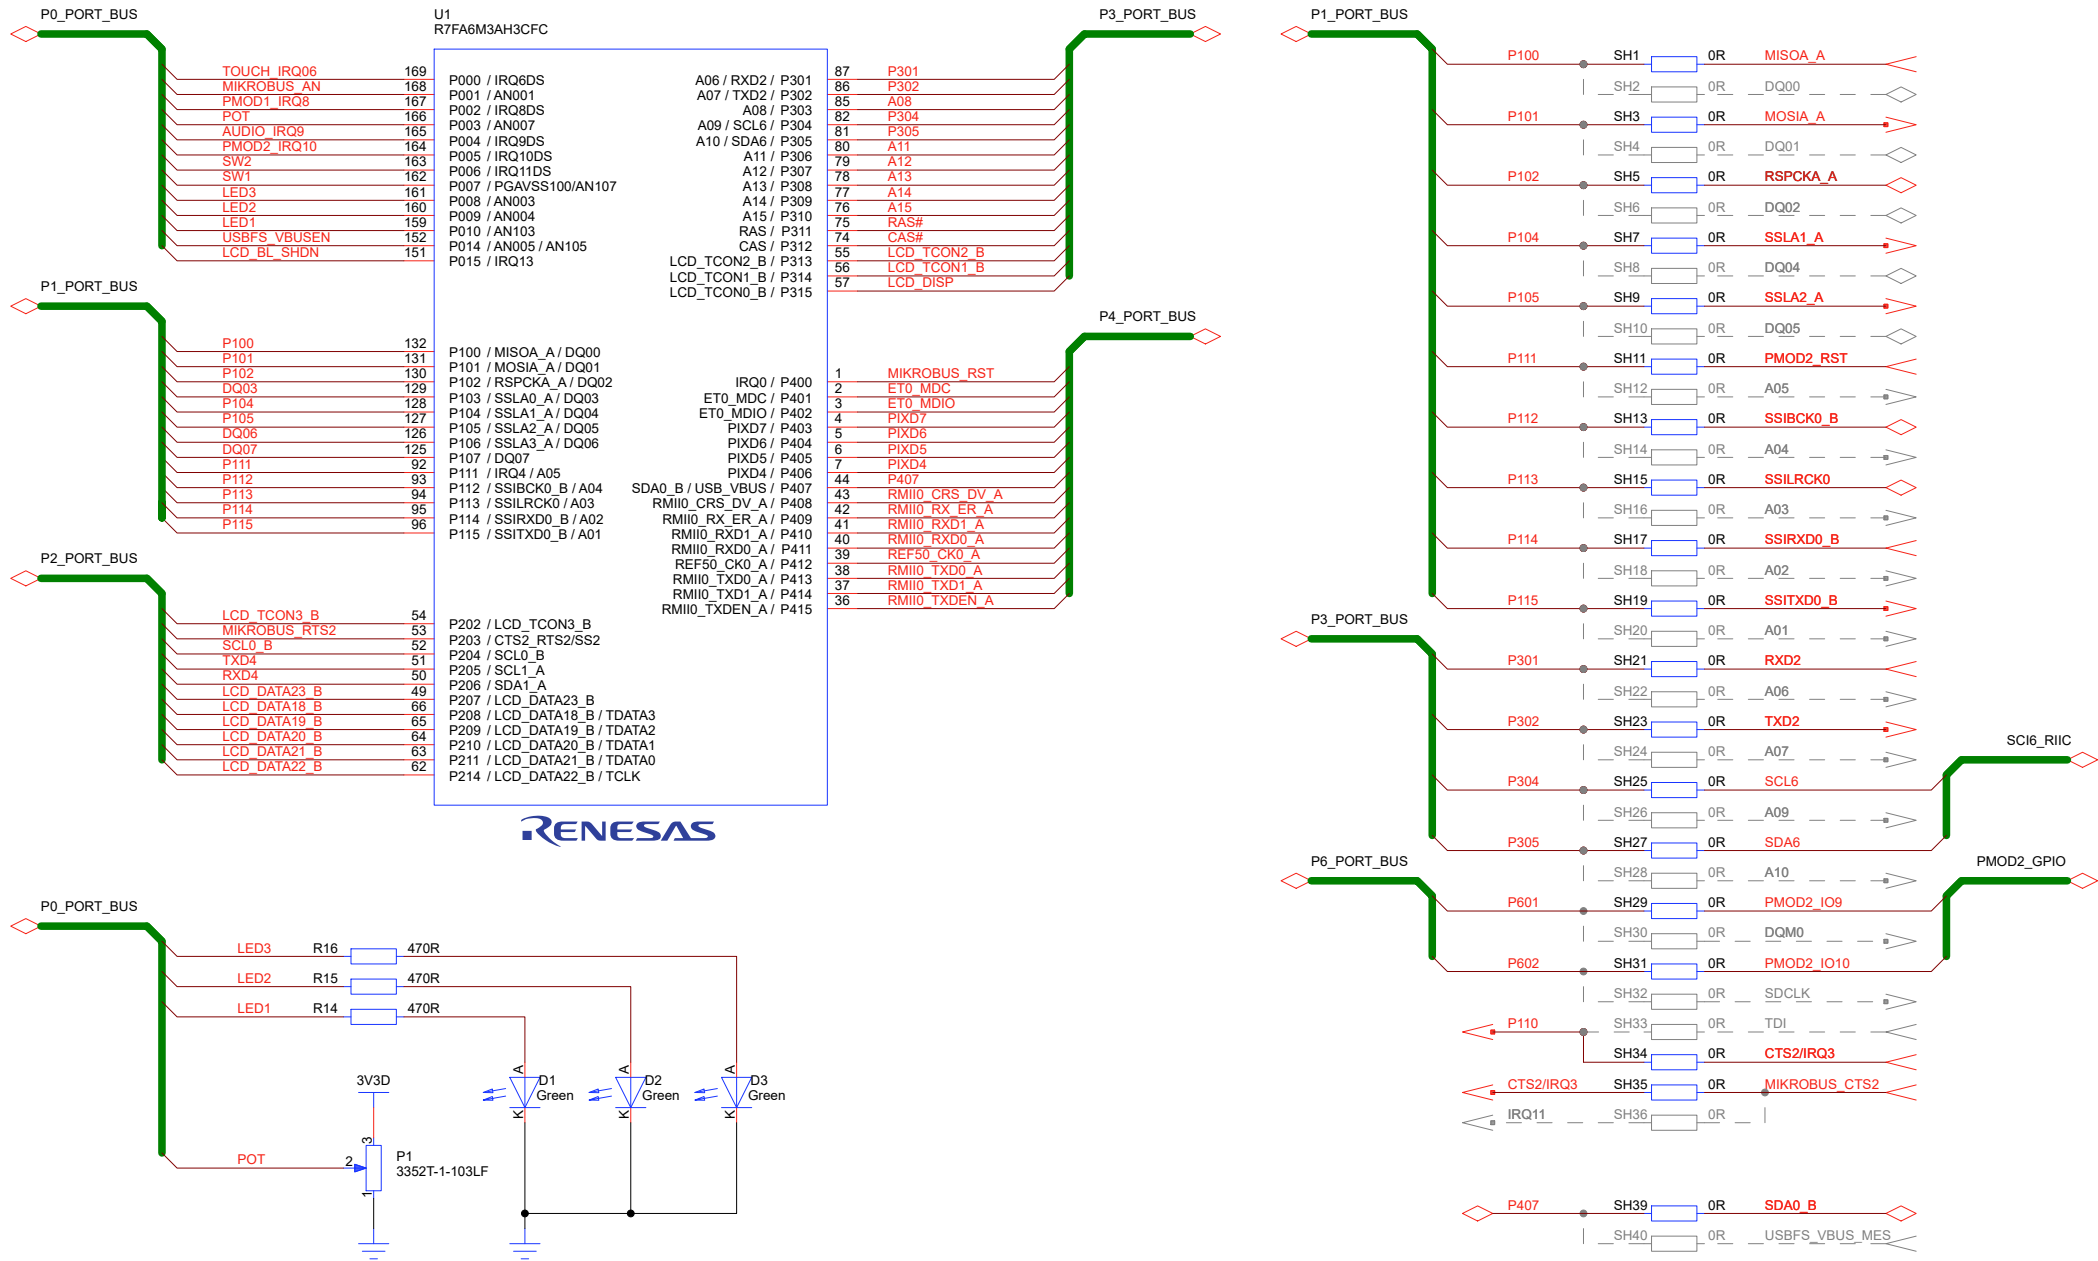 P0_PORT_BUS
U1
R7FA6M3AH3CFC
TOUCH_IRQ06 169 P000 / IRQ6DS
MIKROBUS_AN 168 P001 / AN001
PMOD1_IRQ8 167 P002 / IRQ8DS
POT 166 P003 / AN007
AUDIO_IRQ9 165 P004 / IRQ9DS
PMOD2_IRQ10 164 P005 / IRQ10DS
SW2 163 P006 / IRQ11DS
SW1 162 P007 / PGAVSS100/AN107
LED3 161 P008 / AN003
LED2 160 P009 / AN004
LED1 159 P010 / AN103
USBFS_VBUSEN 152 P014 / AN005 / AN105
LCD_BL_SHDN 151 P015 / IRQ13
P1_PORT_BUS
P100 132 P100 / MISOA_A / DQ00
P101 131 P101 / MOSIA_A / DQ01
P102 130 P102 / RSPCKA_A / DQ02
DQ03 129 P103 / SSLA0_A / DQ03
P104 128 P104 / SSLA1_A / DQ04
P105 127 P105 / SSLA2_A / DQ05
DQ06 126 P106 / SSLA3_A / DQ06
DQ07 125 P107 / DQ07
P111 92 P111 / IRQ4 / A05
P112 93 P112 / SSIBCK0_B / A04
P113 94 P113 / SSILRCK0 / A03
P114 95 P114 / SSIRXD0_B / A02
P115 96 P115 / SSITXD0_B / A01
P2_PORT_BUS
LCD_TCON3_B 54 P202 / LCD_TCON3_B
MIKROBUS_RTS2 53 P203 / CTS2_RTS2/SS2
SCL0_B 52 P204 / SCL0_B
TXD4 51 P205 / SCL1_A
RXD4 50 P206 / SDA1_A
LCD_DATA23_B 49 P207 / LCD_DATA23_B
LCD_DATA18_B 66 P208 / LCD_DATA18_B / TDATA3
LCD_DATA19_B 65 P209 / LCD_DATA19_B / TDATA2
LCD_DATA20_B 64 P210 / LCD_DATA20_B / TDATA1
LCD_DATA21_B 63 P211 / LCD_DATA21_B / TDATA0
LCD_DATA22_B 62 P214 / LCD_DATA22_B / TCLK
P3_PORT_BUS
A06 / RXD2 / P301 87 P301
A07 / TXD2 / P302 86 P302
A08 / P303 85 A08
A09 / SCL6 / P304 82 P304
A10 / SDA6 / P305 81 P305
A11 / P306 80 A11
A12 / P307 79 A12
A13 / P308 78 A13
A14 / P309 77 A14
A15 / P310 76 A15
RAS / P311 75 RAS#
CAS / P312 74 CAS#
LCD_TCON2_B / P313 55 LCD_TCON2_B
LCD_TCON1_B / P314 56 LCD_TCON1_B
LCD_TCON0_B / P315 57 LCD_DISP
P4_PORT_BUS
IRQ0 / P400 1 MIKROBUS_RST
ET0_MDC / P401 2 ET0_MDC
ET0_MDIO / P402 3 ET0_MDIO
PIXD7 / P403 4 PIXD7
PIXD6 / P404 5 PIXD6
PIXD5 / P405 6 PIXD5
PIXD4 / P406 7 PIXD4
SDA0_B / USB_VBUS / P407 44 P407
RMII0_CRS_DV_A / P408 43 RMII0_CRS_DV_A
RMII0_RX_ER_A / P409 42 RMII0_RX_ER_A
RMII0_RXD1_A / P410 41 RMII0_RXD1_A
RMII0_RXD0_A / P411 40 RMII0_RXD0_A
REF50_CK0_A / P412 39 REF50_CK0_A
RMII0_TXD0_A / P413 38 RMII0_TXD0_A
RMII0_TXD1_A / P414 37 RMII0_TXD1_A
RMII0_TXDEN_A / P415 36 RMII0_TXDEN_A
RENESAS
P0_PORT_BUS
LED3 R16 470R
LED2 R15 470R
LED1 R14 470R
A K D1 Green
A K D2 Green
A K D3 Green
3V3D
POT 2 3 1 P1
3352T-1-103LF
P1_PORT_BUS
P100 SH1 0R MISOA_A
SH2 0R DQ00
P101 SH3 0R MOSIA_A
SH4 0R DQ01
P102 SH5 0R RSPCKA_A
SH6 0R DQ02
P104 SH7 0R SSLA1_A
SH8 0R DQ04
P105 SH9 0R SSLA2_A
SH10 0R DQ05
P111 SH11 0R PMOD2_RST
SH12 0R A05
P112 SH13 0R SSIBCK0_B
SH14 0R A04
P113 SH15 0R SSILRCK0
SH16 0R A03
P114 SH17 0R SSIRXD0_B
SH18 0R A02
P115 SH19 0R SSITXD0_B
P3_PORT_BUS
SH20 0R A01
P301 SH21 0R RXD2
SH22 0R A06
P302 SH23 0R TXD2
SCI6_RIIC
SH24 0R A07
P304 SH25 0R SCL6
SH26 0R A09
P305 SH27 0R SDA6
P6_PORT_BUS
PMOD2_GPIO
SH28 0R A10
P601 SH29 0R PMOD2_IO9
SH30 0R DQM0
P602 SH31 0R PMOD2_IO10
SH32 0R SDCLK
P110 SH33 0R TDI
SH34 0R CTS2/IRQ3
CTS2/IRQ3 SH35 0R MIKROBUS_CTS2
IRQ11 SH36 0R
P407 SH39 0R SDA0_B
SH40 0R USBFS_VBUS_MES